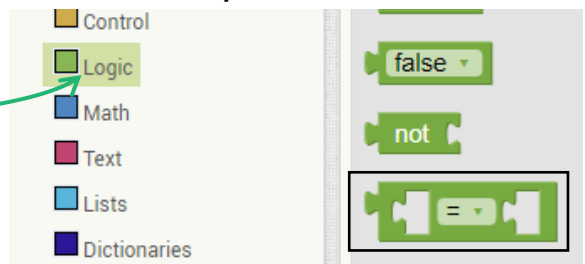 Control
Logic
Math
Text
Lists
Dictionaries
false
not
=